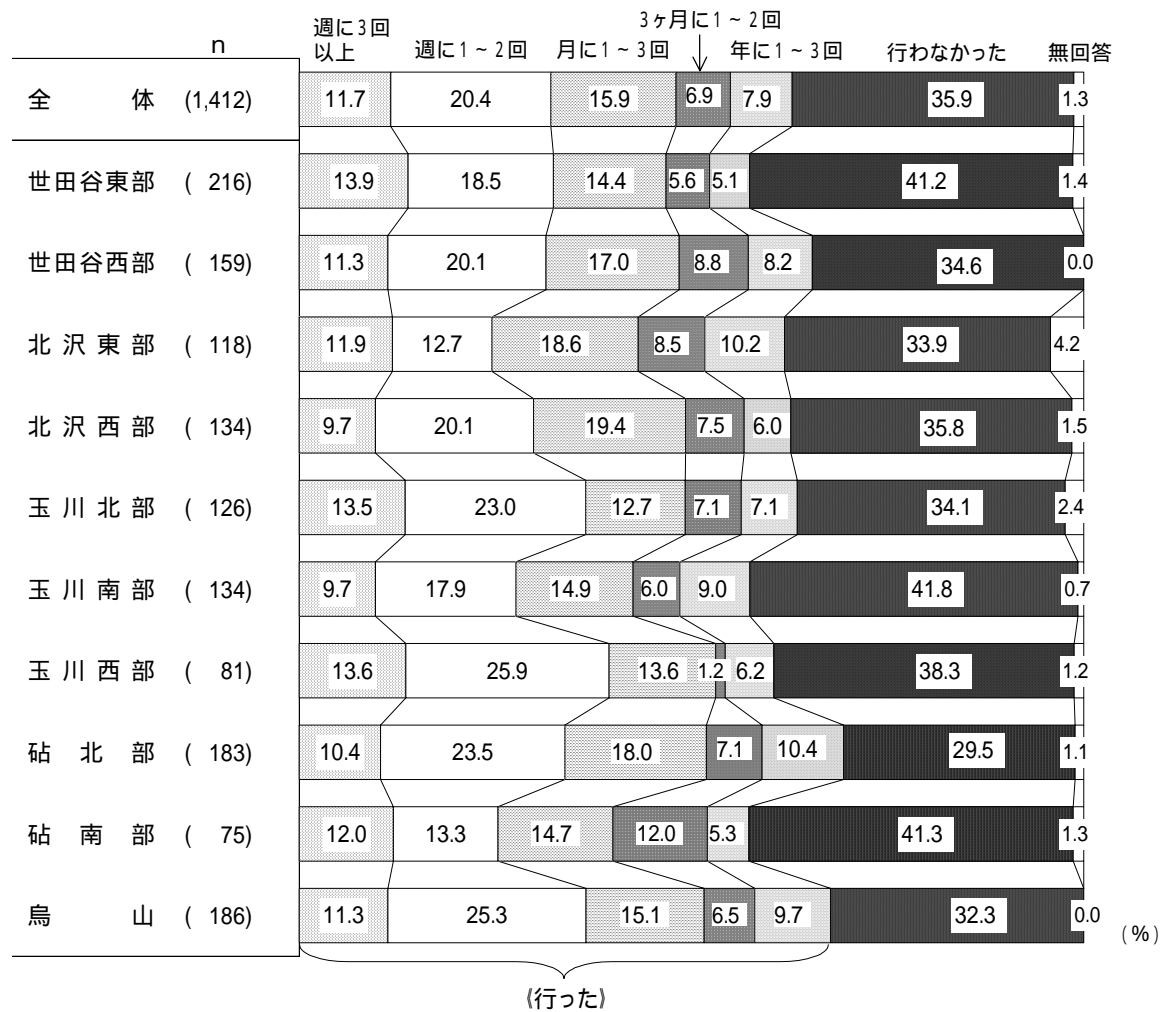 3ヶ月に1～2回
n 週に3回以上 週に1～2回 月に1～3回 年に1～3回 行わなかった 無回答
全体 (1,412) 11.7 20.4 15.9 6.9 7.9 35.9 1.3
世田谷東部 ( 216) 13.9 18.5 14.4 5.6 5.1 41.2 1.4
世田谷西部 ( 159) 11.3 20.1 17.0 8.8 8.2 34.6 0.0
北沢東部 ( 118) 11.9 12.7 18.6 8.5 10.2 33.9 4.2
北沢西部 ( 134) 9.7 20.1 19.4 7.5 6.0 35.8 1.5
玉川北部 ( 126) 13.5 23.0 12.7 7.1 7.1 34.1 2.4
玉川南部 ( 134) 9.7 17.9 14.9 6.0 9.0 41.8 0.7
玉川西部 ( 81) 13.6 25.9 13.6 1.2 6.2 38.3 1.2
砧北部 ( 183) 10.4 23.5 18.0 7.1 10.4 29.5 1.1
砧南部 ( 75) 12.0 13.3 14.7 12.0 5.3 41.3 1.3
烏山 ( 186) 11.3 25.3 15.1 6.5 9.7 32.3 0.0
(%)
《行った》